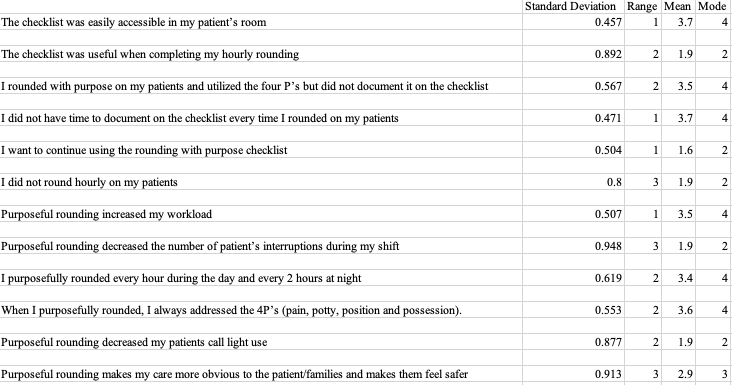 Standard Deviation Range Mean Mode
The checklist was easily accessible in my patient's room 0.457 1 3.7 4
The checklist was useful when completing my hourly rounding 0.892 2 1.9 2
I rounded with purpose on my patients and utilized the four P's but did not document it on the checklist 0.567 2 3.5 4
I did not have time to document on the checklist every time I rounded on my patients 0.471 1 3.7 4
I want to continue using the rounding with purpose checklist 0.504 1 1.6 2
I did not round hourly on my patients 0.8 3 1.9 2
Purposeful rounding increased my workload 0.507 1 3.5 4
Purposeful rounding decreased the number of patient's interruptions during my shift 0.948 3 1.9 2
I purposefully rounded every hour during the day and every 2 hours at night 0.619 2 3.4 4
When I purposefully rounded, I always addressed the 4P's (pain, potty, position and possession). 0.553 2 3.6 4
Purposeful rounding decreased my patients call light use 0.877 2 1.9 2
Purposeful rounding makes my care more obvious to the patient/families and makes them feel safer 0.913 3 2.9 3